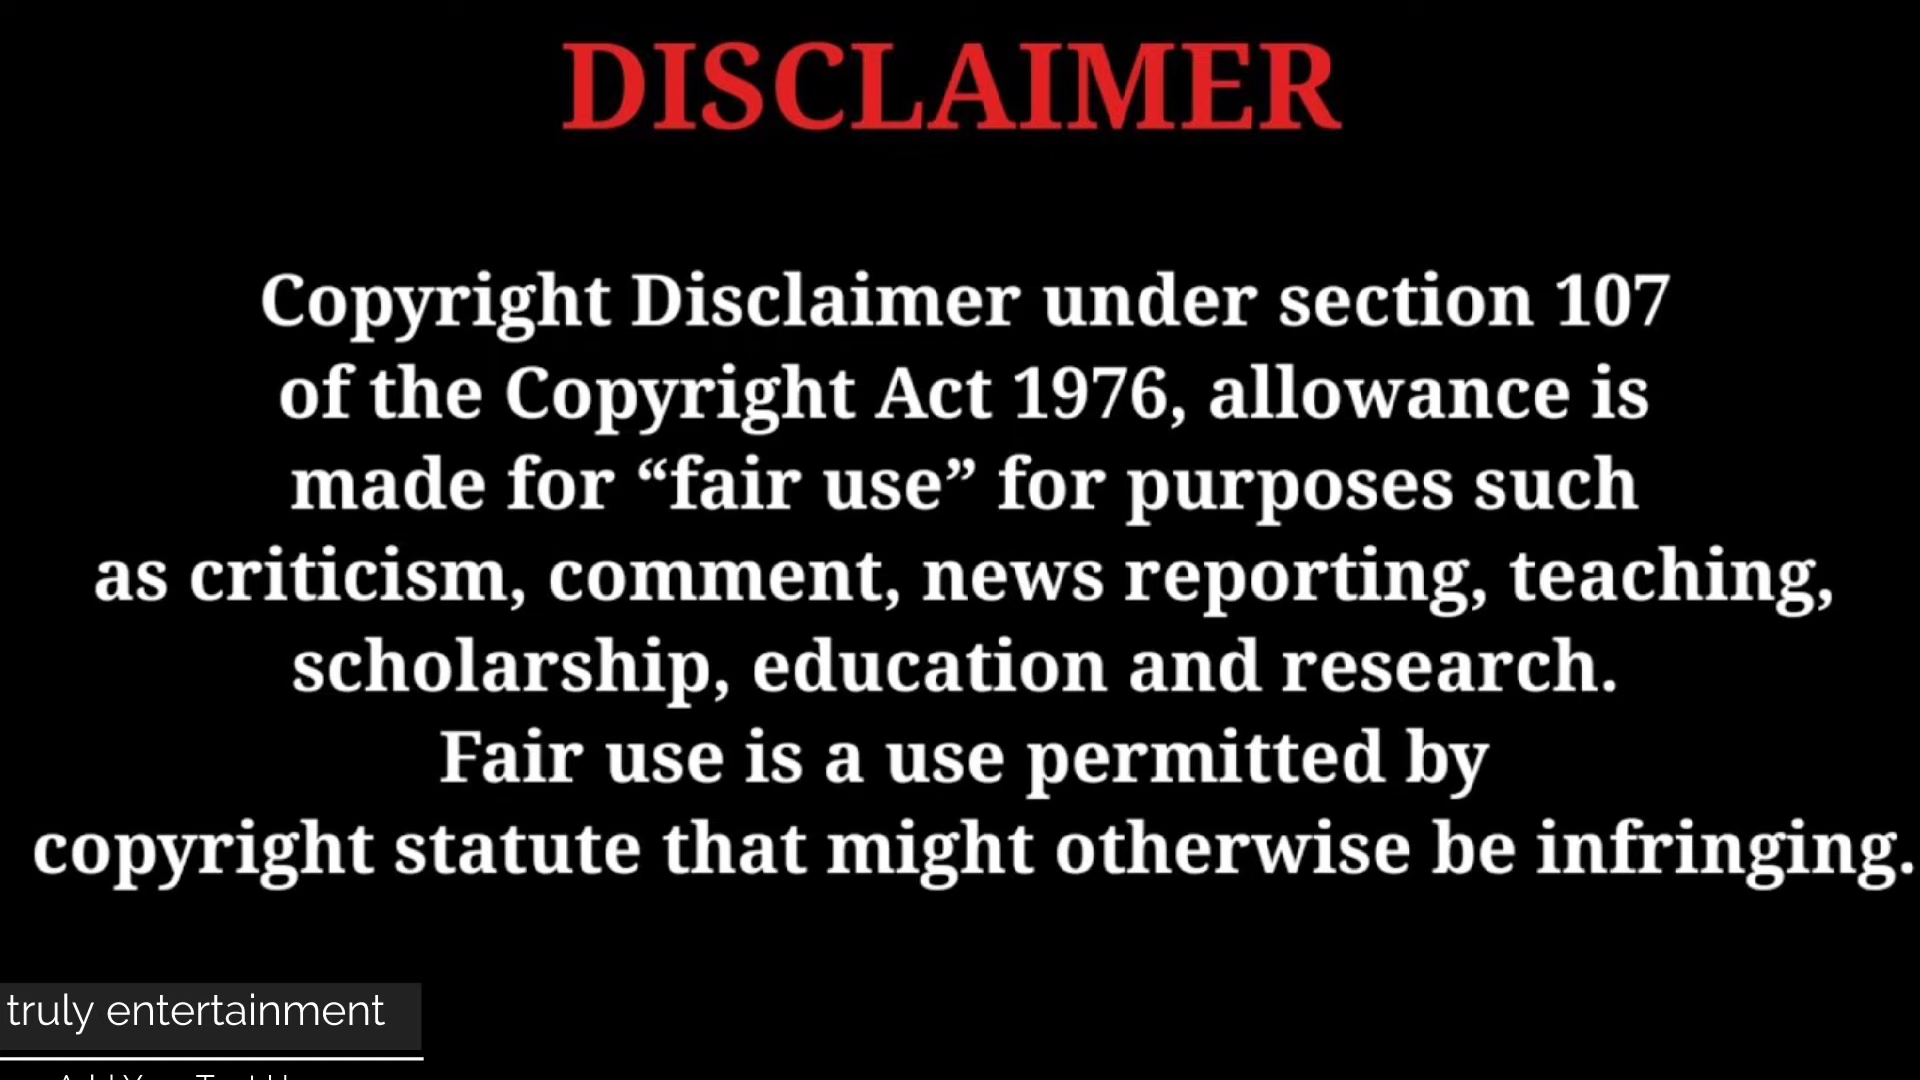 DISCLAIMER
Copyright Disclaimer under section 107
of the Copyright Act 1976, allowance is
made for “fair use” for purposes such
as criticism, comment, news reporting, teaching,
scholarship, education and research.
Fair use is a use permitted by
copyright statute that might otherwise be infringing.
truly entertainment